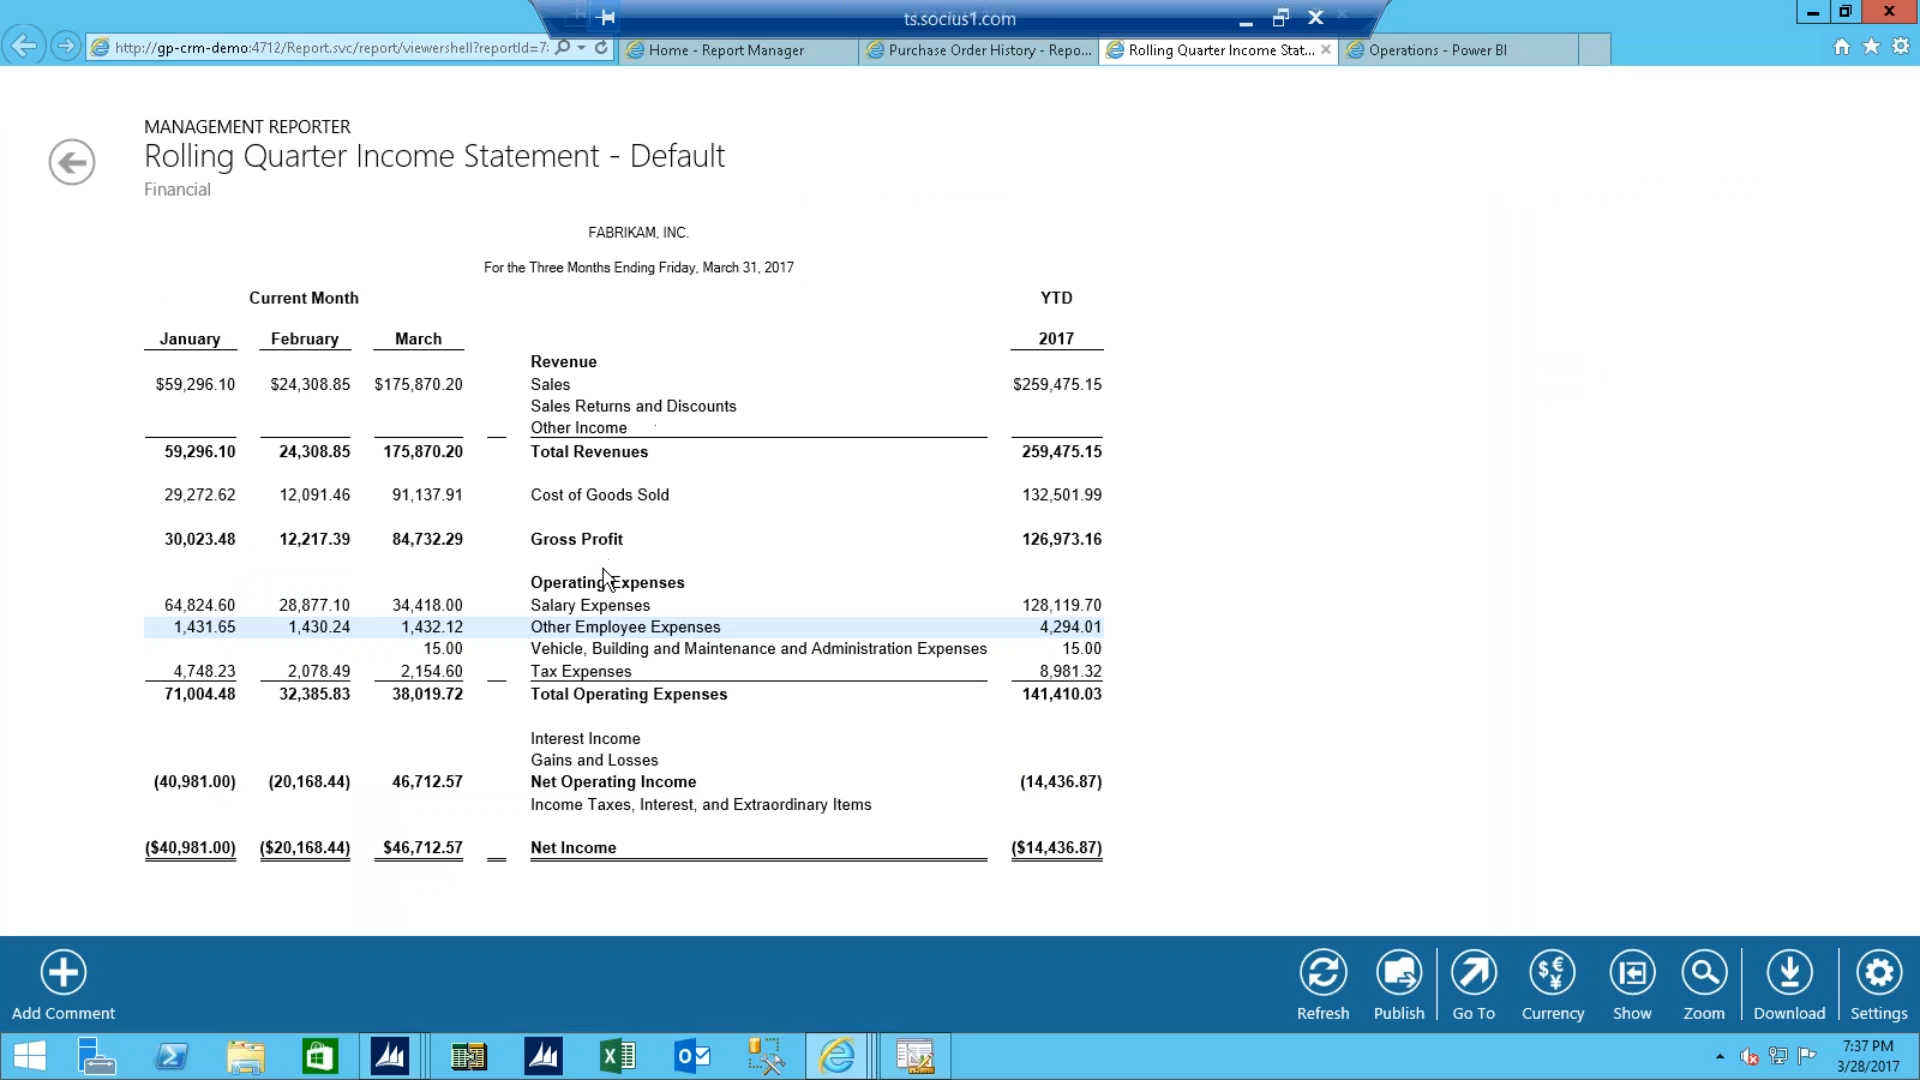 ts.socius1.com
http://gp-crm-demo:4712/Report.svc/report/viewershell?reportId=7
Home - Report Manager
Purchase Order History - Repo...
Rolling Quarter Income Stat...
Operations - Power BI
MANAGEMENT REPORTER
Rolling Quarter Income Statement - Default
Financial
FABRIKAM, INC.
For the Three Months Ending Friday, March 31, 2017
Current Month YTD
January February March 2017
Revenue
$59,296.10 $24,308.85 $175,870.20 Sales $259,475.15
Sales Returns and Discounts
Other Income
59,296.10 24,308.85 175,870.20 Total Revenues 259,475.15
29,272.62 12,091.46 91,137.91 Cost of Goods Sold 132,501.99
30,023.48 12,217.39 84,732.29 Gross Profit 126,973.16
Operating Expenses
64,824.60 28,877.10 34,418.00 Salary Expenses 128,119.70
1,431.65 1,430.24 1,432.12 Other Employee Expenses 4,294.01
15.00 Vehicle, Building and Maintenance and Administration Expenses 15.00
4,748.23 2,078.49 2,154.60 Tax Expenses 8,981.32
71,004.48 32,385.83 38,019.72 Total Operating Expenses 141,410.03
Interest Income
Gains and Losses
(40,981.00) (20,168.44) 46,712.57 Net Operating Income (14,436.87)
Income Taxes, Interest, and Extraordinary Items
($40,981.00) ($20,168.44) $46,712.57 Net Income ($14,436.87)
Add Comment Refresh Publish Go To Currency Show Zoom Download Settings
7:37 PM
3/28/2017